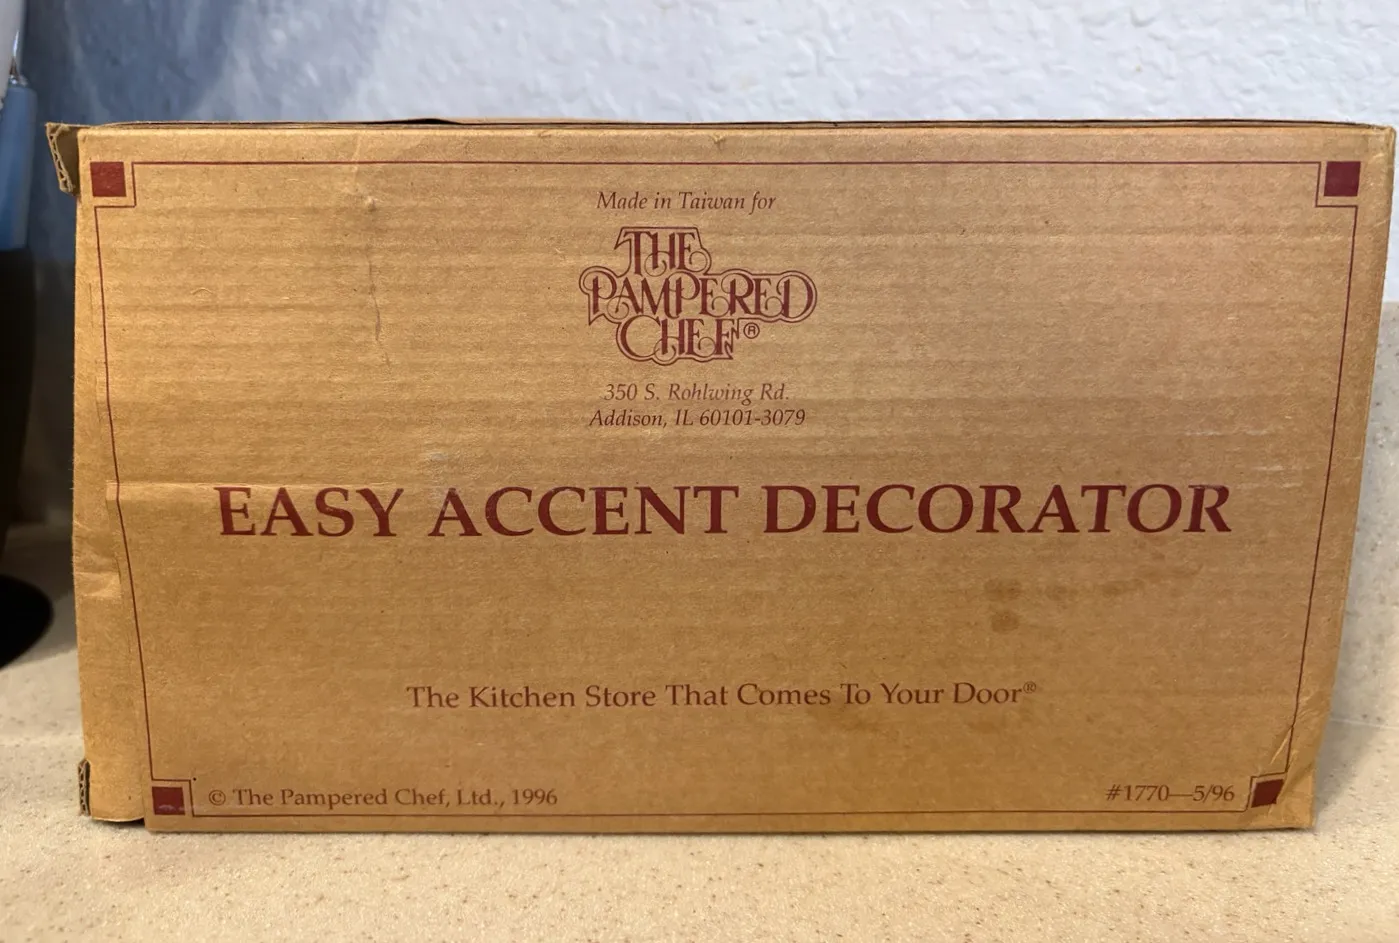 Made in Taiwan for
THE
PAMPERED
CHEF®
350 S. Rohlwing Rd.
Addison, IL 60101-3079
EASY ACCENT DECORATOR
The Kitchen Store That Comes To Your Door®
© The Pampered Chef, Ltd., 1996
#1770—5/96